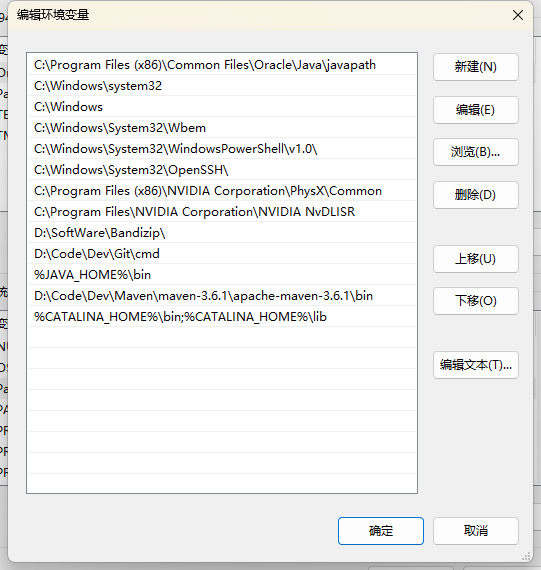 编辑环境变量
C:\Program Files (x86)\Common Files\Oracle\Java\javapath
C:\Windows\system32
C:\Windows
C:\Windows\System32\Wbem
C:\Windows\System32\WindowsPowerShell\v1.0\
C:\Windows\System32\OpenSSH\
C:\Program Files (x86)\NVIDIA Corporation\PhysX\Common
C:\Program Files\NVIDIA Corporation\NVIDIA NvDLISR
D:\SoftWare\Bandizip\
D:\Code\Dev\Git\cmd
%JAVA_HOME%\bin
D:\Code\Dev\Maven\maven-3.6.1\apache-maven-3.6.1\bin
%CATALINA_HOME%\bin;%CATALINA_HOME%\lib
新建(N)
编辑(E)
浏览(B)...
删除(D)
上移(U)
下移(O)
编辑文本(T)...
确定
取消